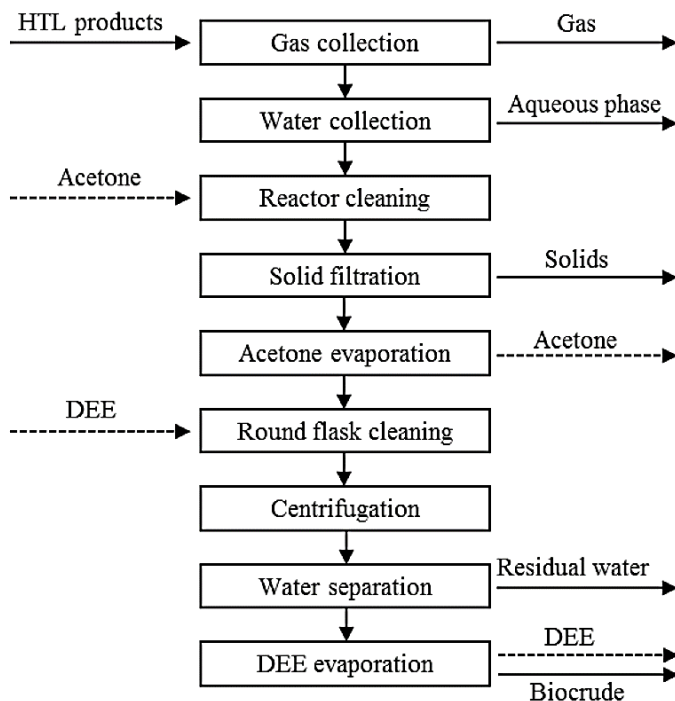 HTL products
Gas collection
Gas
Water collection
Aqueous phase
Acetone
Reactor cleaning
Solid filtration
Solids
Acetone evaporation
Acetone
DEE
Round flask cleaning
Centrifugation
Water separation
Residual water
DEE evaporation
DEE
Biocrude